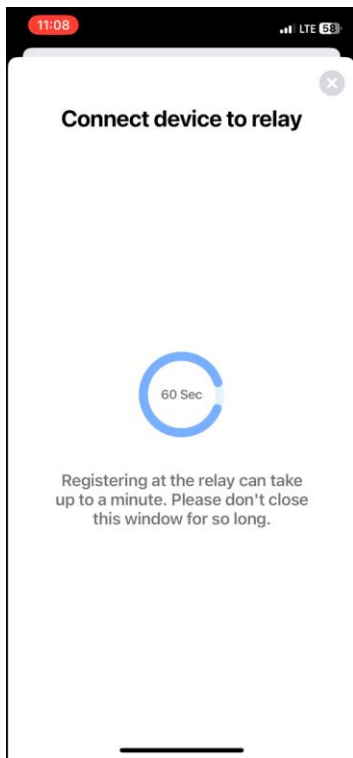 11:08
LTE 58
Connect device to relay
60 Sec
Registering at the relay can take
up to a minute. Please don't close
this window for so long.